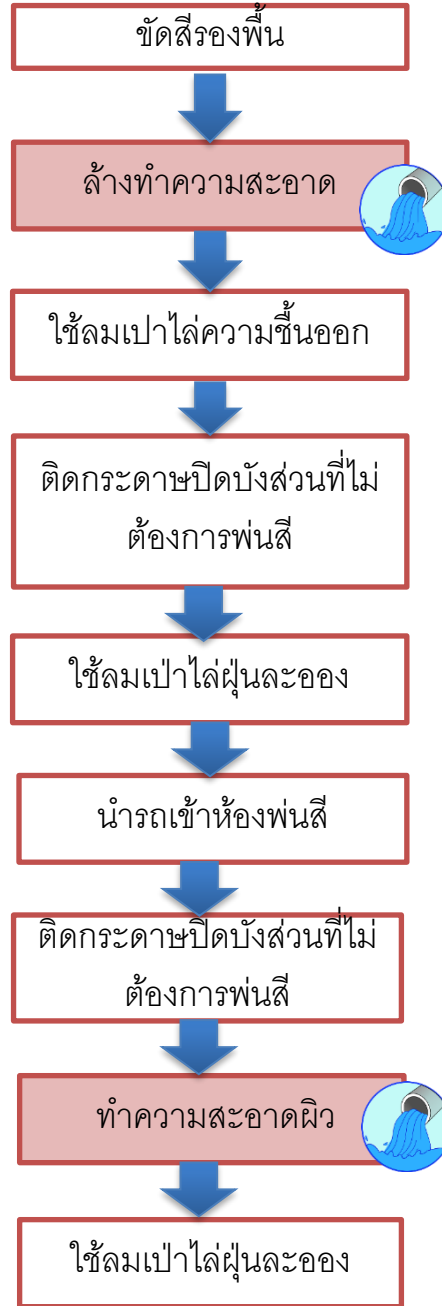 ขัดสีรองพื้น
ล้างทำความสะอาด
ใช้ลมเปาไล่ความชื้นออก
ติดกระดาษปิดบังส่วนที่ไม่
ต้องการพ่นสี
ใช้ลมเป่าไล่ฝุ่นละออง
นำรถเข้าห้องพ่นสี
ติดกระดาษปิดบังส่วนที่ไม่
ต้องการพ่นสี
ทำความสะอาดผิว
ใช้ลมเป่าไล่ฝุ่นละออง